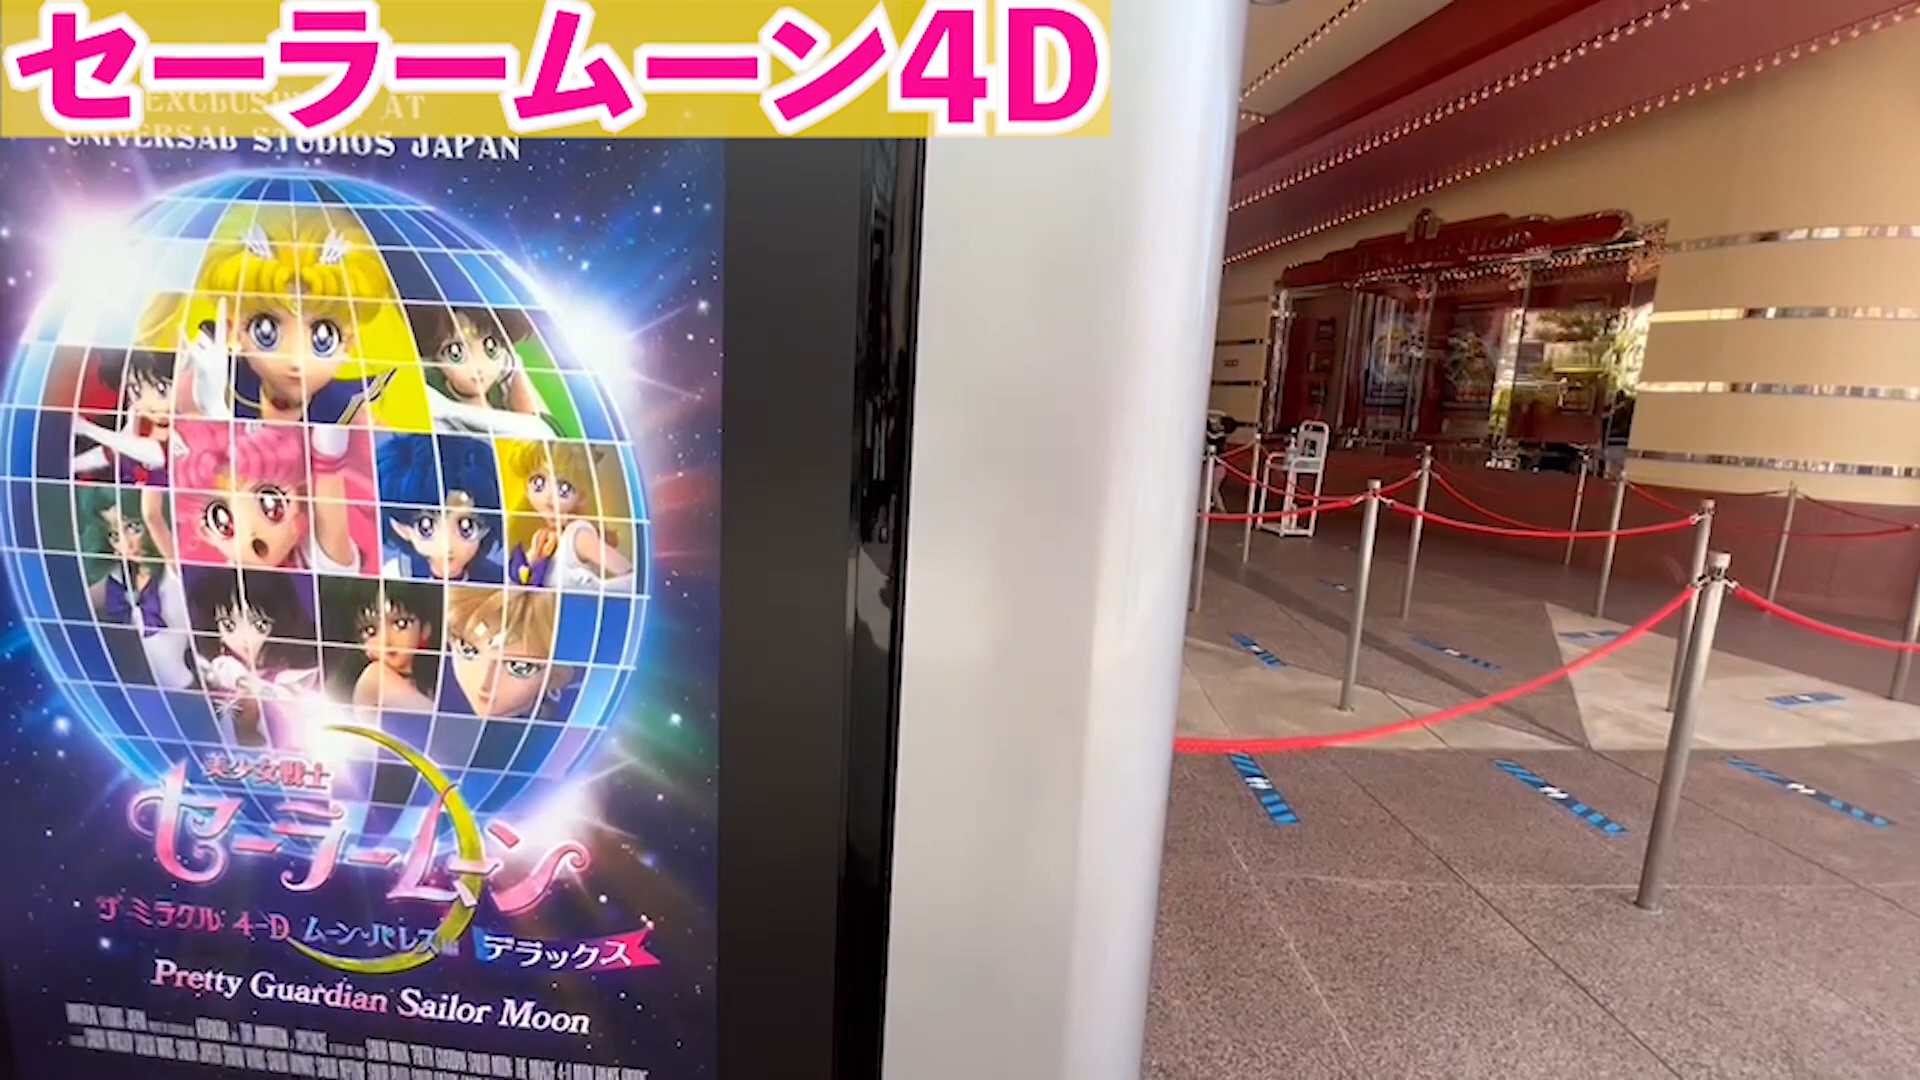 セーラームーン4D
EXCLUSIVELY AT
UNIVERSAL STUDIOS JAPAN
美少女戦士
セーラームーン
ザ ミラクル 4-D ムーン・パレス編 デラックス
Pretty Guardian Sailor Moon